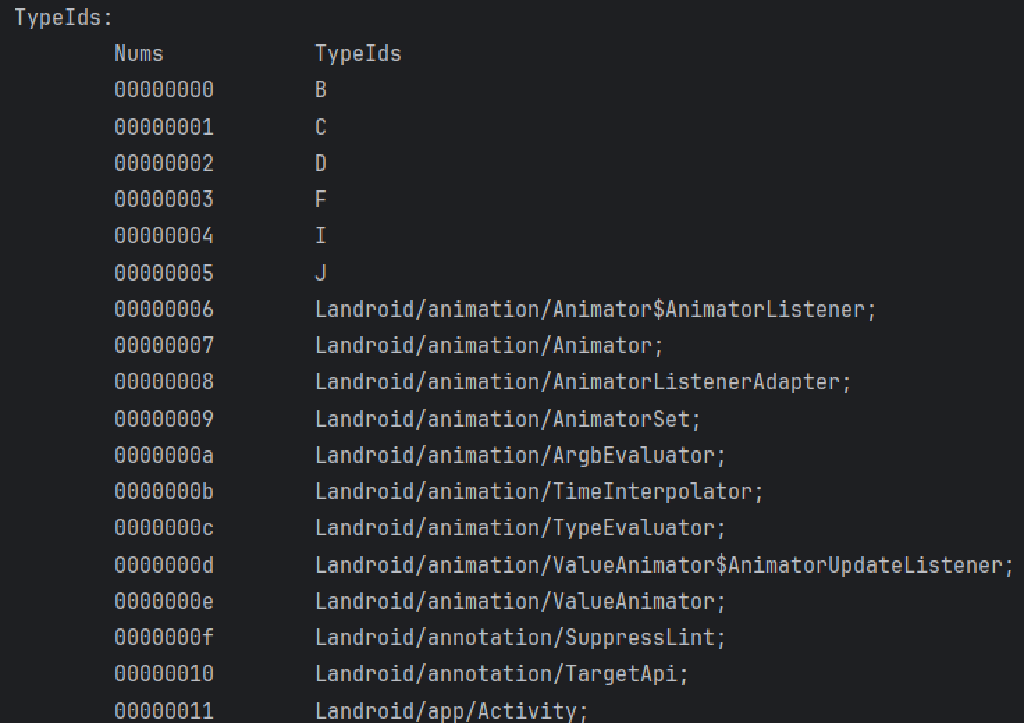 TypeIds:
Nums TypeIds
00000000 B
00000001 C
00000002 D
00000003 F
00000004 I
00000005 J
00000006 Landroid/animation/Animator$AnimatorListener;
00000007 Landroid/animation/Animator;
00000008 Landroid/animation/AnimatorListenerAdapter;
00000009 Landroid/animation/AnimatorSet;
0000000a Landroid/animation/ArgbEvaluator;
0000000b Landroid/animation/TimeInterpolator;
0000000c Landroid/animation/TypeEvaluator;
0000000d Landroid/animation/ValueAnimator$AnimatorUpdateListener;
0000000e Landroid/animation/ValueAnimator;
0000000f Landroid/annotation/SuppressLint;
00000010 Landroid/annotation/TargetApi;
00000011 Landroid/app/Activity;